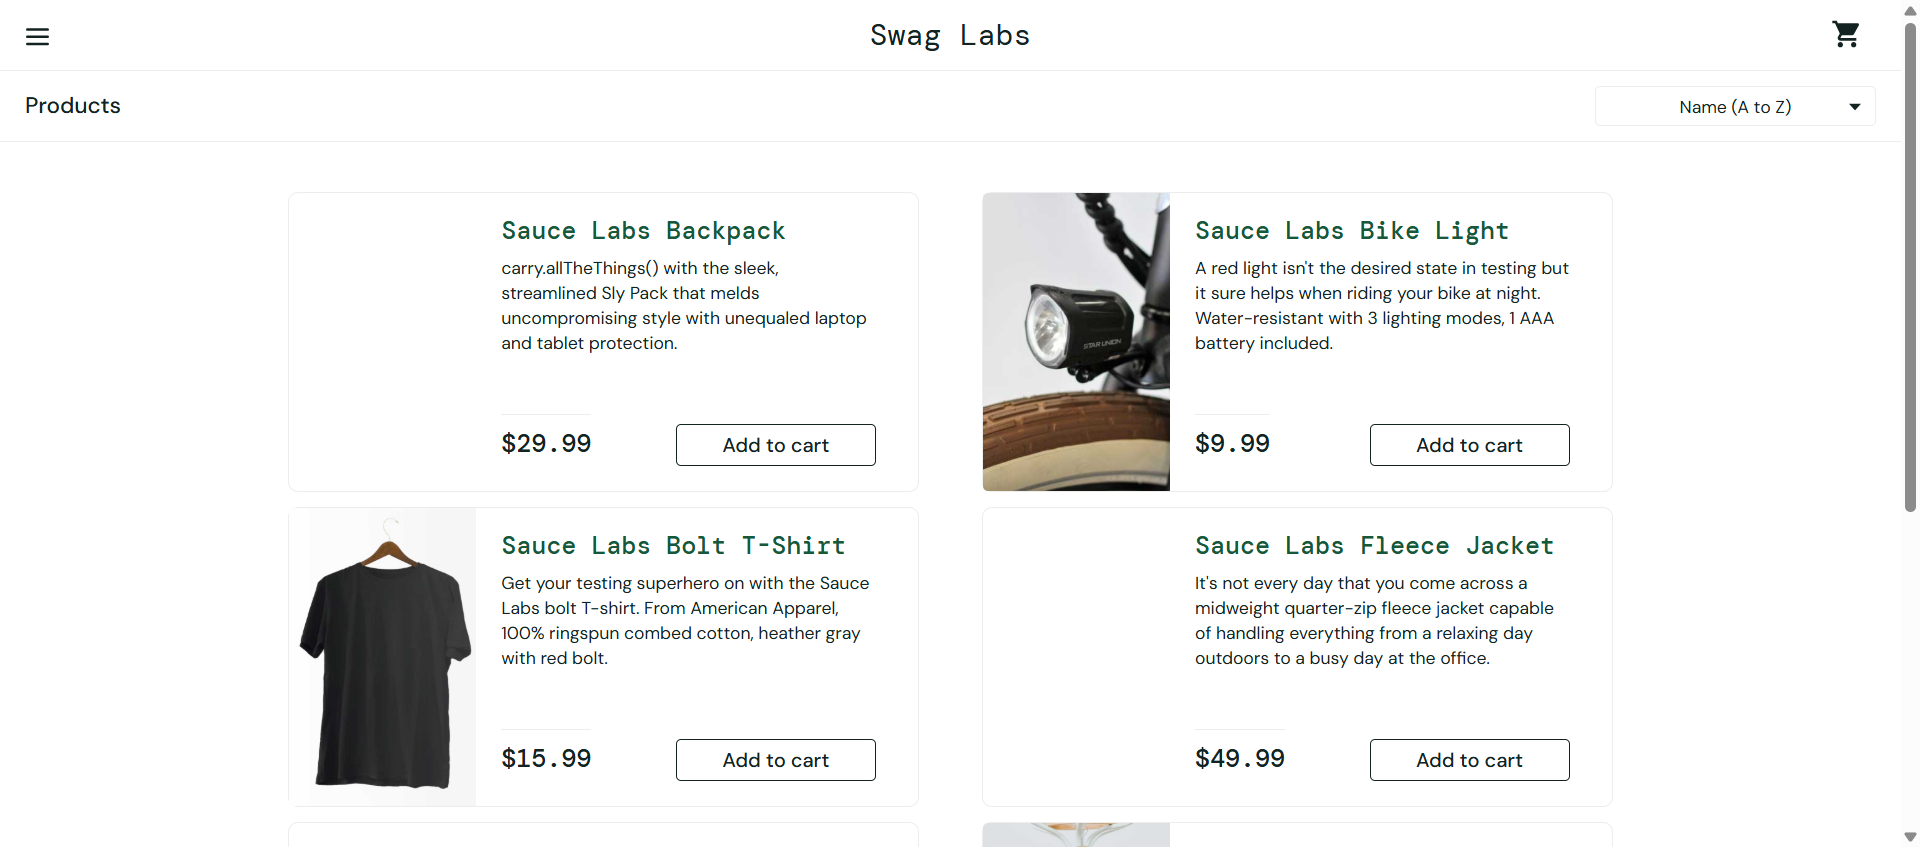 Swag Labs
Products
Name (A to Z)
Sauce Labs Backpack
carry.allTheThings() with the sleek,
streamlined Sly Pack that melds
uncompromising style with unequaled laptop
and tablet protection.
$29.99
Add to cart
Sauce Labs Bike Light
A red light isn't the desired state in testing but
it sure helps when riding your bike at night.
Water-resistant with 3 lighting modes, 1 AAA
battery included.
STAR UNION
$9.99
Add to cart
Sauce Labs Bolt T-Shirt
Get your testing superhero on with the Sauce
Labs bolt T-shirt. From American Apparel,
100% ringspun combed cotton, heather gray
with red bolt.
$15.99
Add to cart
Sauce Labs Fleece Jacket
It's not every day that you come across a
midweight quarter-zip fleece jacket capable
of handling everything from a relaxing day
outdoors to a busy day at the office.
$49.99
Add to cart